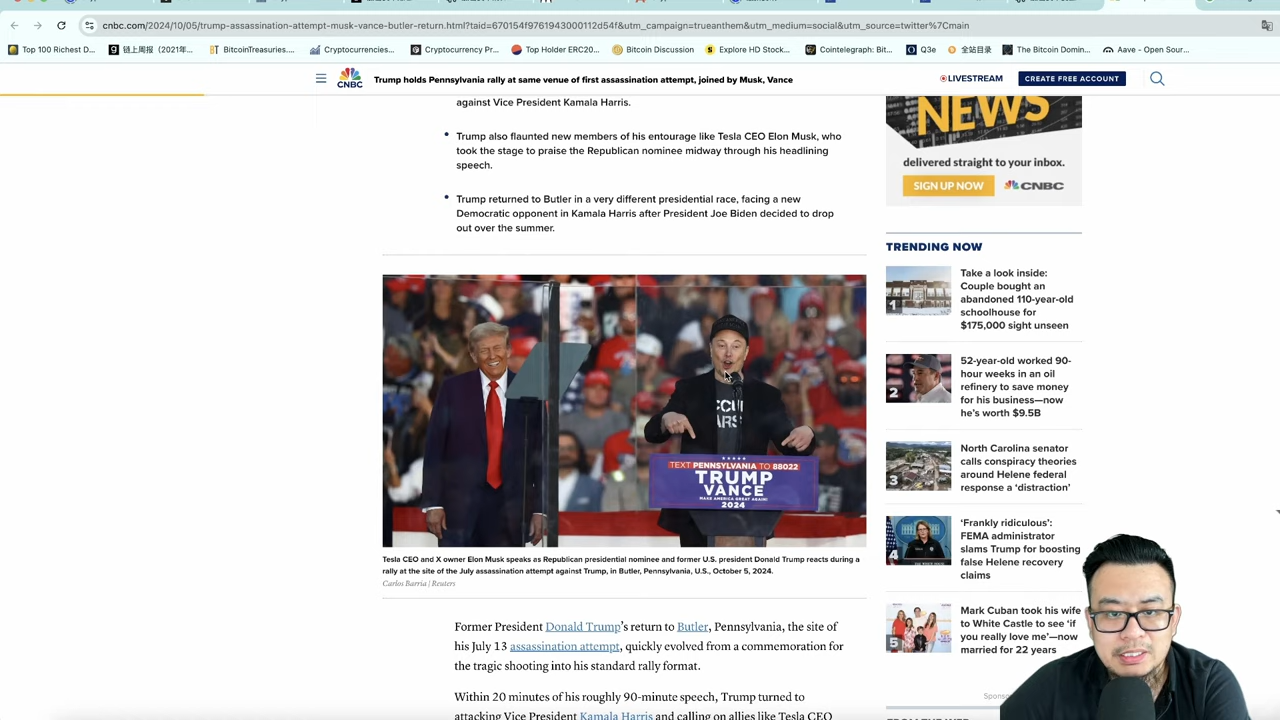 cnbc.com/2024/10/05/trump-assassination-attempt-musk-vance-butler-return.html?taid=670154f9761943000112d54f&utm_campaign=trueanthem&utm_medium=social&utm_source=twitter%7Cmain
Top 100 Richest D...
链上周报（2021年...
BitcoinTreasuries...
Cryptocurrencies...
Cryptocurrency Pr...
Top Holder ERC20...
Bitcoin Discussion
Explore HD Stock...
Cointelegraph: Bit...
Q3e
全站目录
The Bitcoin Domin...
Aave - Open Sour...
CNBC
Trump holds Pennsylvania rally at same venue of first assassination attempt, joined by Musk, Vance
LIVESTREAM
CREATE FREE ACCOUNT
against Vice President Kamala Harris.
Trump also flaunted new members of his entourage like Tesla CEO Elon Musk, who
took the stage to praise the Republican nominee midway through his headlining
speech.
Trump returned to Butler in a very different presidential race, facing a new
Democratic opponent in Kamala Harris after President Joe Biden decided to drop
out over the summer.
TEXT PENNSYLVANIA TO 88022
TRUMP
VANCE
MAKE AMERICA GREAT AGAIN!
2024
Tesla CEO and X owner Elon Musk speaks as Republican presidential nominee and former U.S. president Donald Trump reacts during a
rally at the site of the July assassination attempt against Trump, in Butler, Pennsylvania, U.S., October 5, 2024.
Carlos Barria | Reuters
Former President Donald Trump's return to Butler, Pennsylvania, the site of
his July 13 assassination attempt, quickly evolved from a commemoration for
the tragic shooting into his standard rally format.
Within 20 minutes of his roughly 90-minute speech, Trump turned to
attacking Vice President Kamala Harris and calling on allies like Tesla CEO
NEWS
delivered straight to your inbox.
SIGN UP NOW
CNBC
TRENDING NOW
1
Take a look inside:
Couple bought an
abandoned 110-year-old
schoolhouse for
$175,000 sight unseen
2
52-year-old worked 90-
hour weeks in an oil
refinery to save money
for his business—now
he's worth $9.5B
3
North Carolina senator
calls conspiracy theories
around Helene federal
response a 'distraction'
4
'Frankly ridiculous':
FEMA administrator
slams Trump for boosting
false Helene recovery
claims
5
Mark Cuban took his wife
to White Castle to see 'if
you really love me'—now
married for 22 years